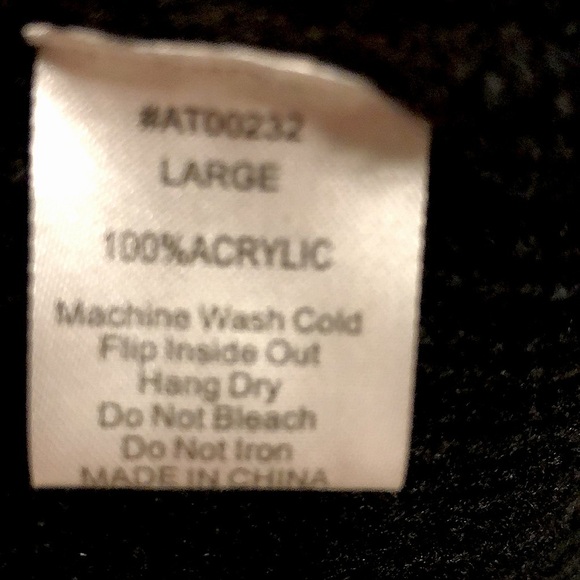 #AT00232
LARGE
100%ACRYLIC
Machine Wash Cold
Flip Inside Out
Hang Dry
Do Not Bleach
Do Not Iron
MADE IN CHINA